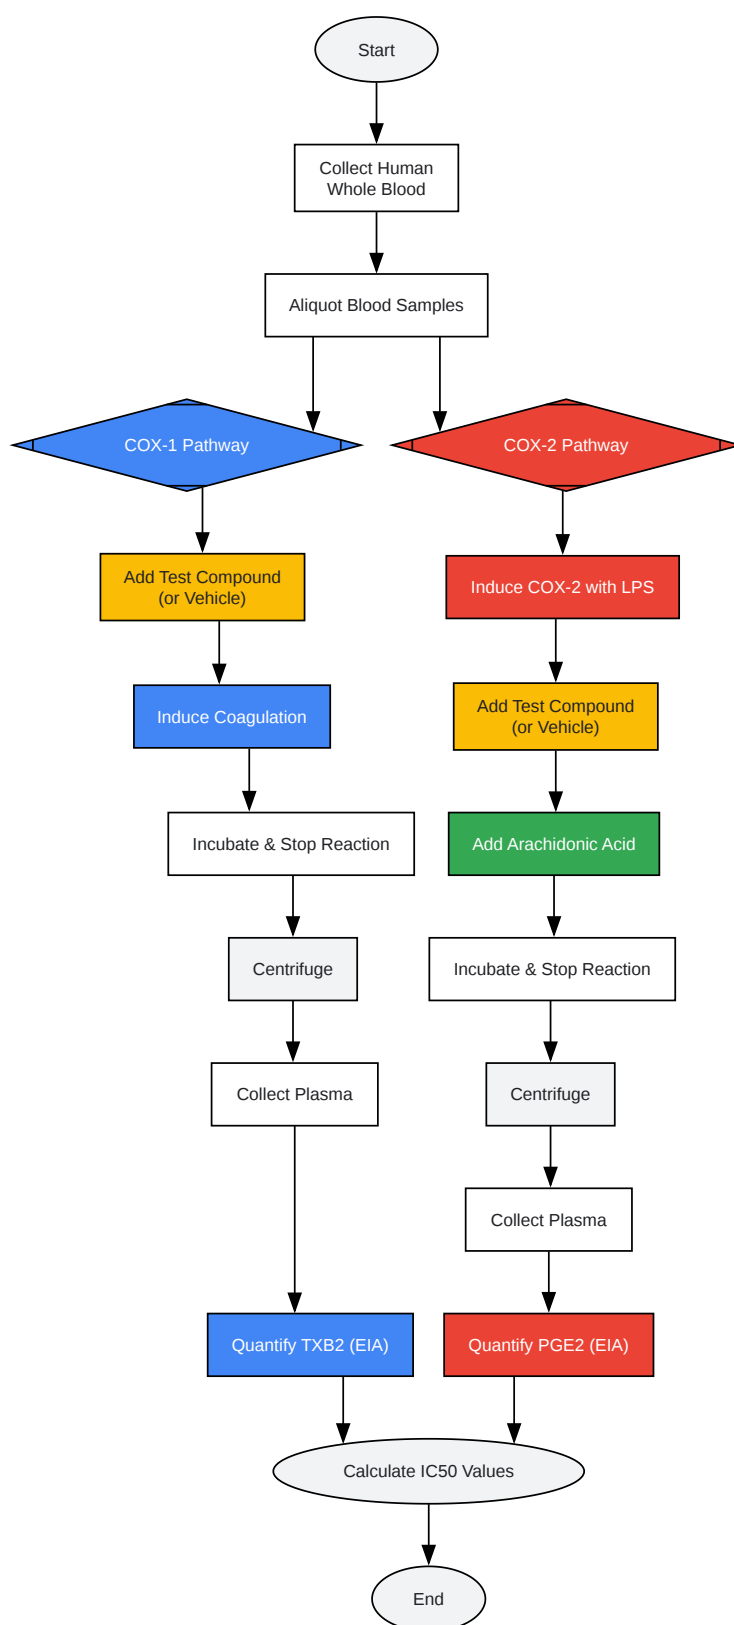 Start
Collect Human
Whole Blood
Aliquot Blood Samples
COX-1 Pathway
COX-2 Pathway
Add Test Compound
(or Vehicle)
Induce COX-2 with LPS
Induce Coagulation
Add Test Compound
(or Vehicle)
Incubate & Stop Reaction
Add Arachidonic Acid
Centrifuge
Incubate & Stop Reaction
Collect Plasma
Centrifuge
Collect Plasma
Quantify TXB2 (EIA)
Quantify PGE2 (EIA)
Calculate IC50 Values
End